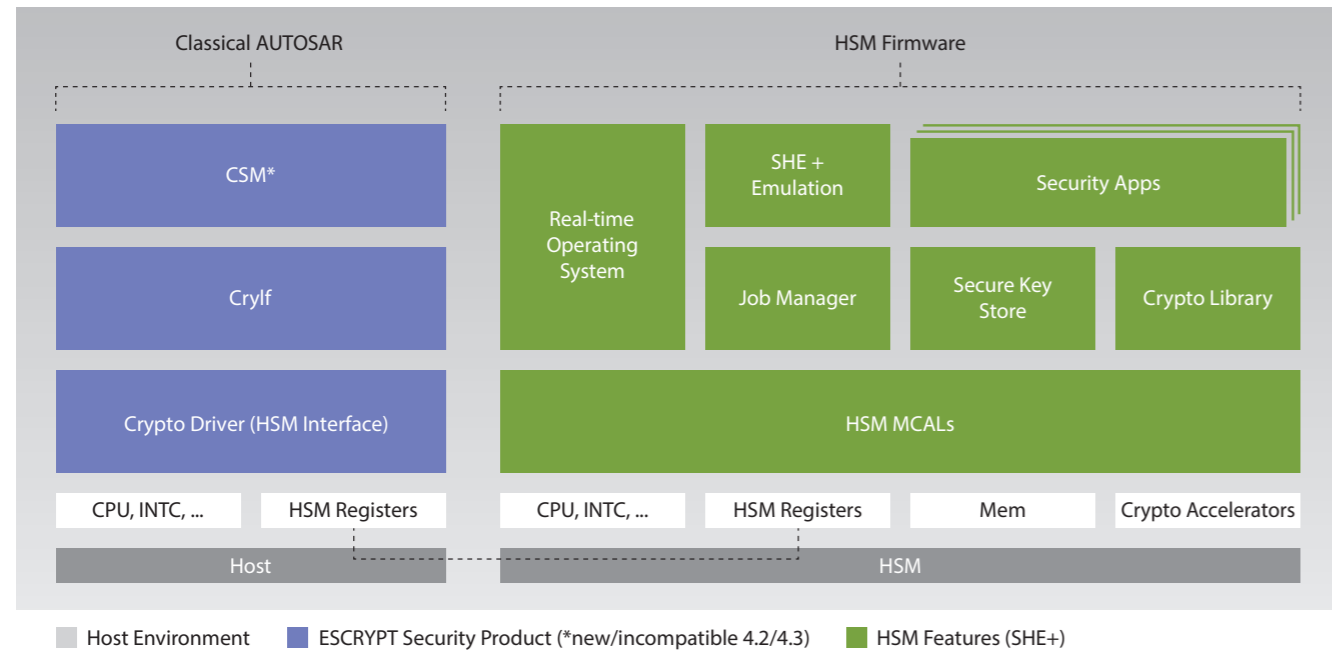 Classical AUTOSAR
HSM Firmware
CSM*
CryIf
Crypto Driver (HSM Interface)
CPU, INTC, ...
HSM Registers
Host
Real-time
Operating
System
SHE +
Emulation
Security Apps
Job Manager
Secure Key
Store
Crypto Library
HSM MCALs
CPU, INTC, ...
HSM Registers
Mem
Crypto Accelerators
HSM
Host Environment
ESCRYPT Security Product (*new/incompatible 4.2/4.3)
HSM Features (SHE+)